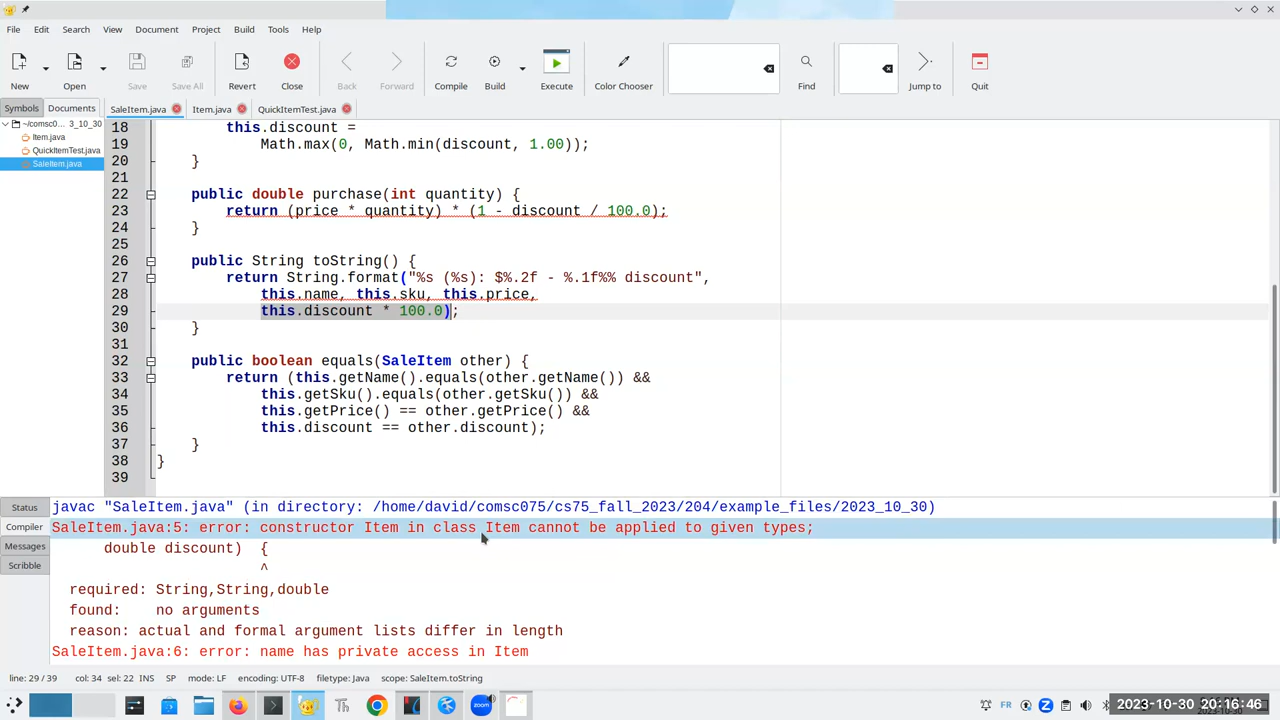 File Edit Search View Document Project Build Tools Help
New Open Save Save All Revert Close Back Forward Compile Build Execute Color Chooser Find Jump to Quit
Symbols Documents SaleItem.java Item.java QuickItemTest.java
~/comsc0... 3_10_30
Item.java
QuickItemTest.java
SaleItem.java
18 this.discount =
19 Math.max(0, Math.min(discount, 1.00));
20 }
21
22 public double purchase(int quantity) {
23 return (price * quantity) * (1 - discount / 100.0);
24 }
25
26 public String toString() {
27 return String.format("%s (%s): $%.2f - %.1f%% discount",
28 this.name, this.sku, this.price,
29 this.discount * 100.0);
30 }
31
32 public boolean equals(SaleItem other) {
33 return (this.getName().equals(other.getName()) &&
34 this.getSku().equals(other.getSku()) &&
35 this.getPrice() == other.getPrice() &&
36 this.discount == other.discount);
37 }
38 }
39
Status
Compiler
Messages
Scribble
javac "SaleItem.java" (in directory: /home/david/comsc075/cs75_fall_2023/204/example_files/2023_10_30)
SaleItem.java:5: error: constructor Item in class Item cannot be applied to given types;
double discount) {
^
required: String,String,double
found: no arguments
reason: actual and formal argument lists differ in length
SaleItem.java:6: error: name has private access in Item
line: 29 / 39 col: 34 sel: 22 INS SP mode: LF encoding: UTF-8 filetype: Java scope: SaleItem.toString
zoom FR 2023-10-30 20:16:46